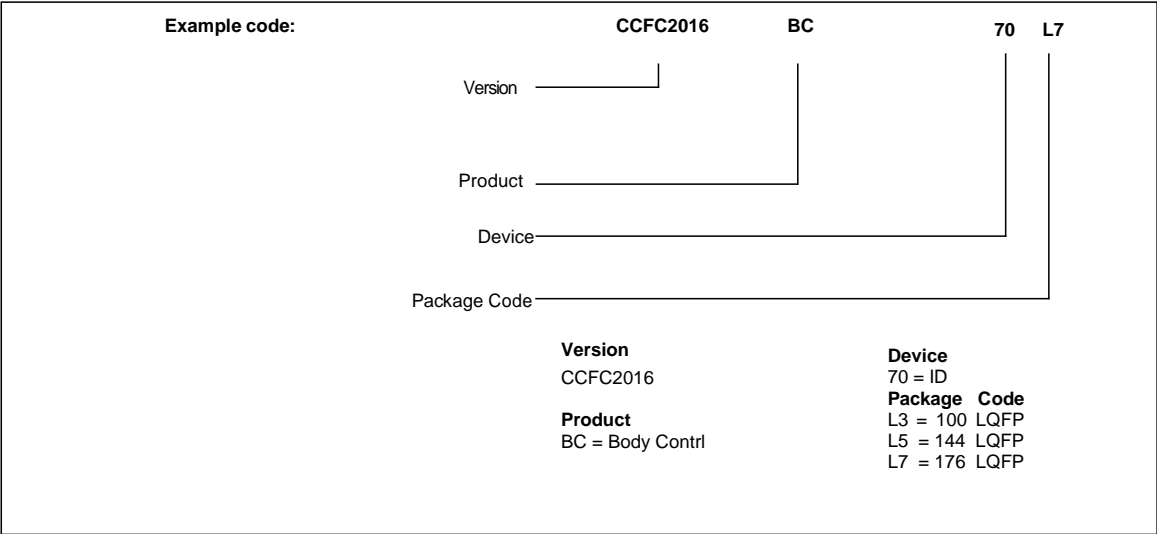 Example code: CCFC2016 BC 70 L7
Version
Product
Device
Package Code
Version
CCFC2016
Product
BC = Body Contrl
Device
70 = ID
Package Code
L3 = 100 LQFP
L5 = 144 LQFP
L7 = 176 LQFP